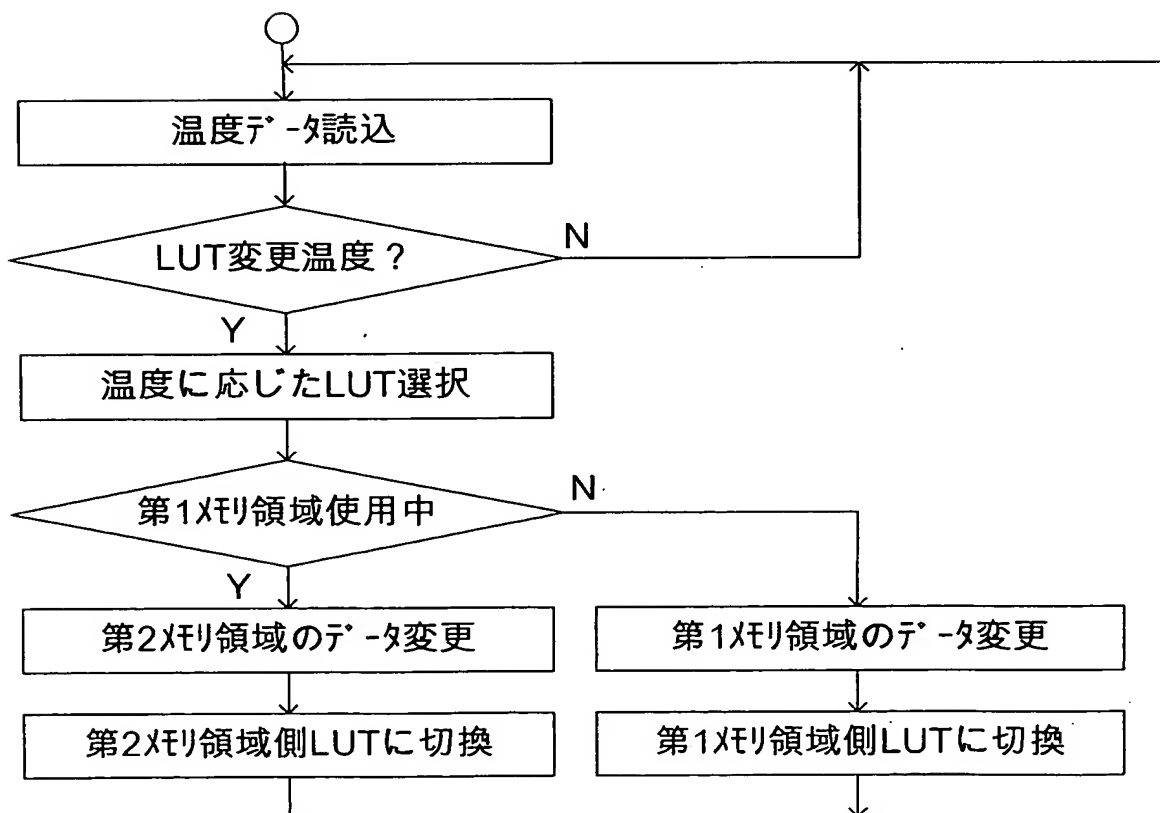 温度ﾃﾞｰﾀ読込
LUT変更温度？
N
Y
温度に応じたLUT選択
第1ﾒﾓﾘ領域使用中
N
Y
第2ﾒﾓﾘ領域のﾃﾞｰﾀ変更
第1ﾒﾓﾘ領域のﾃﾞｰﾀ変更
第2ﾒﾓﾘ領域側LUTに切換
第1ﾒﾓﾘ領域側LUTに切換